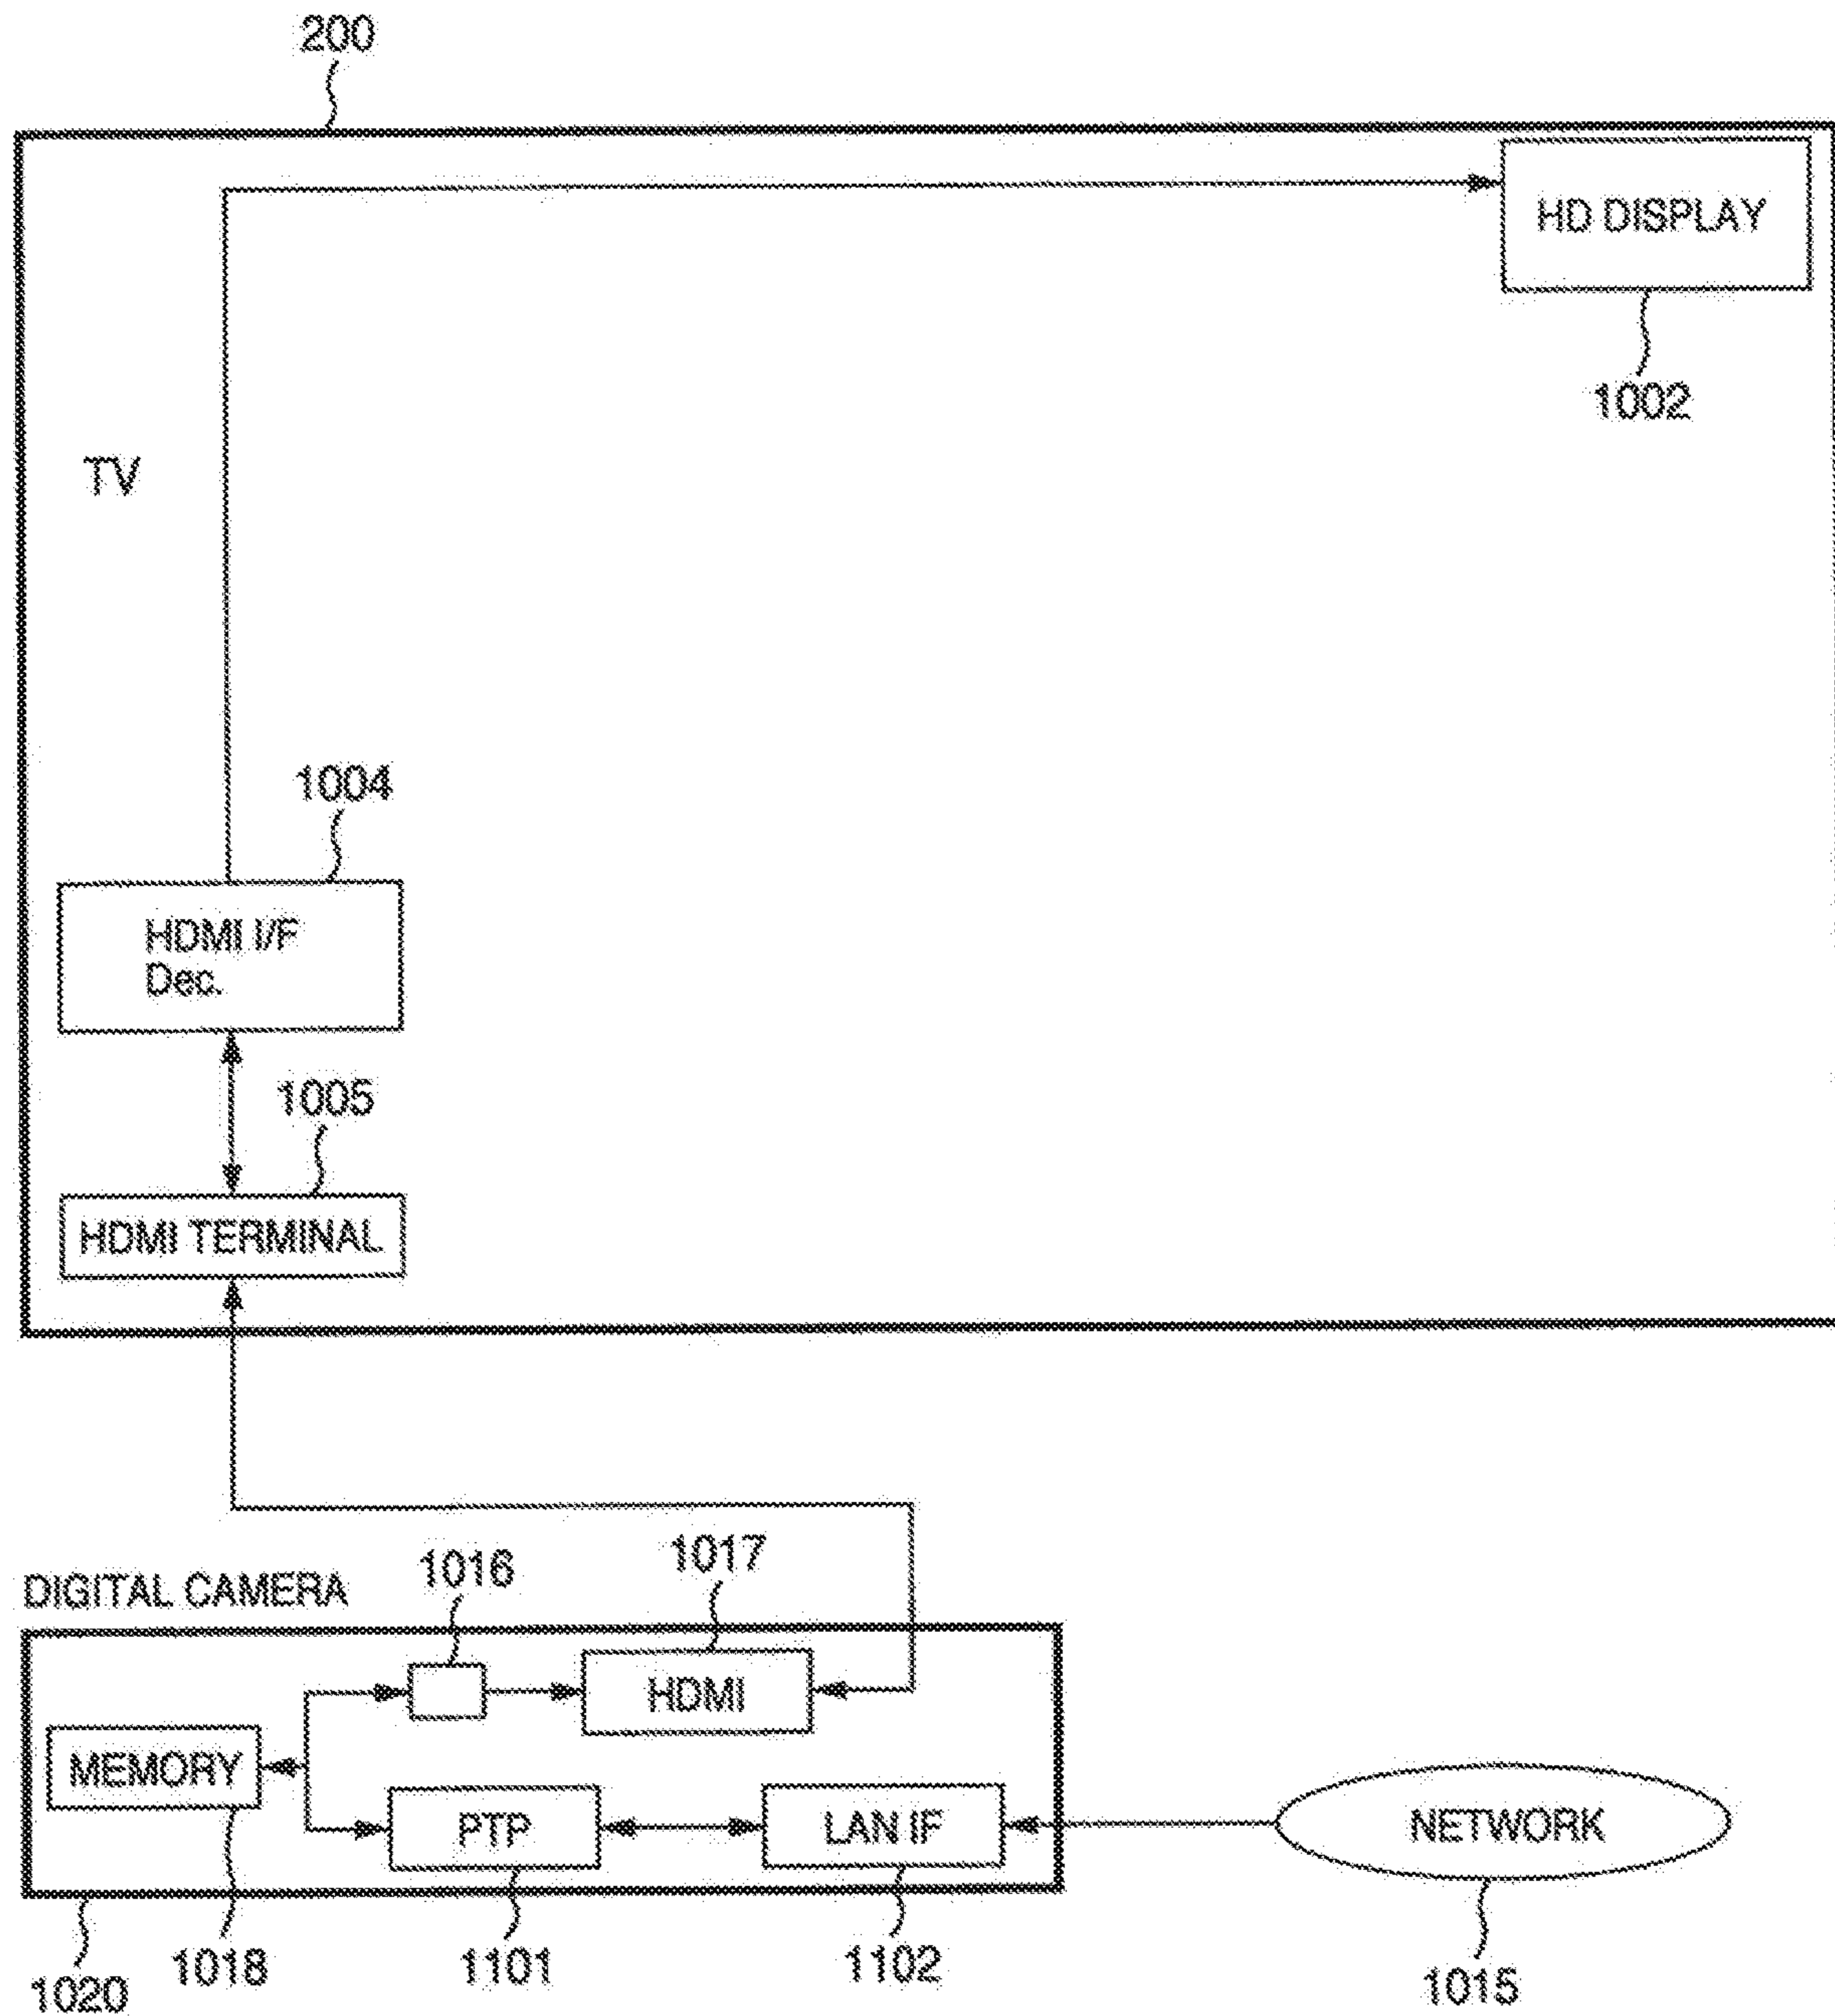 200
HD DISPLAY
1002
TV
1004
HDMI I/F
Dec.
1005
HDMI TERMINAL
DIGITAL CAMERA
1016
1017
HDMI
MEMORY
PTP
LAN IF
NETWORK
1020
1018
1101
1102
1015